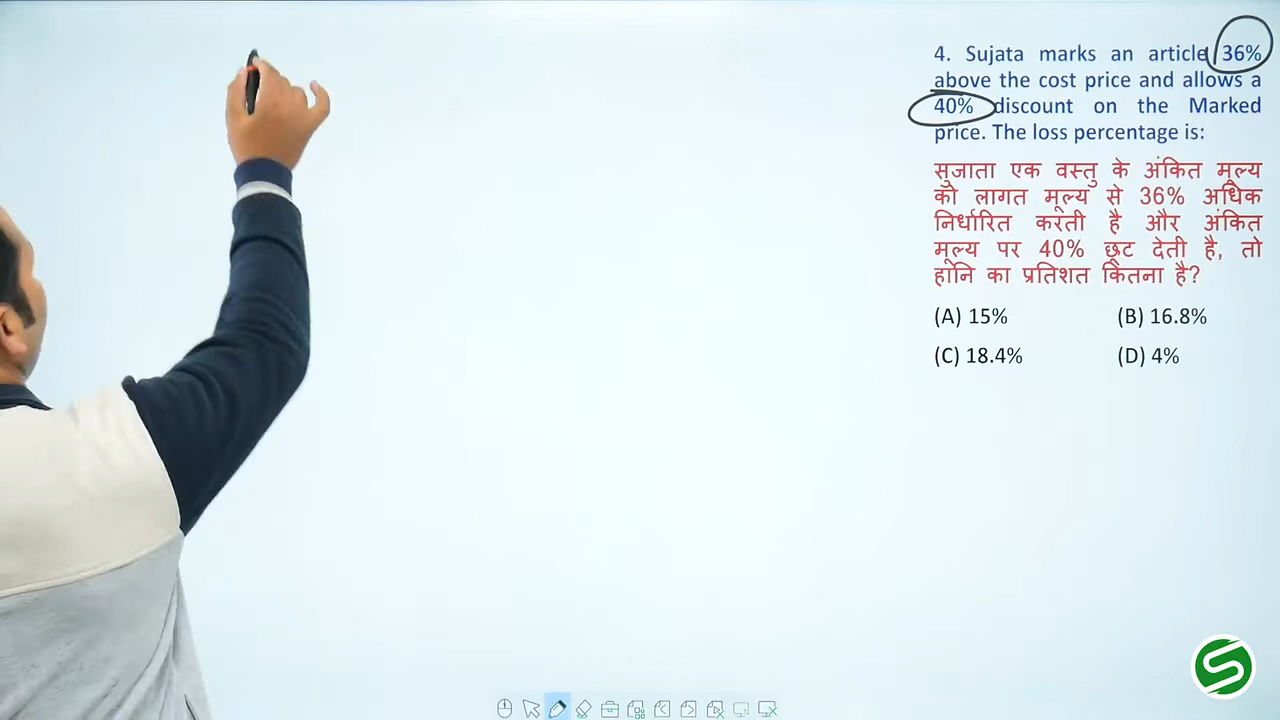 4. Sujata marks an article 36%
above the cost price and allows a
40% discount on the Marked
price. The loss percentage is:
सुजाता एक वस्तु के अंकित मूल्य
को लागत मूल्य से 36% अधिक
निर्धारित करती है और अंकित
मूल्य पर 40% छूट देती है, तो
हानि का प्रतिशत कितना है?
(A) 15% (B) 16.8%
(C) 18.4% (D) 4%